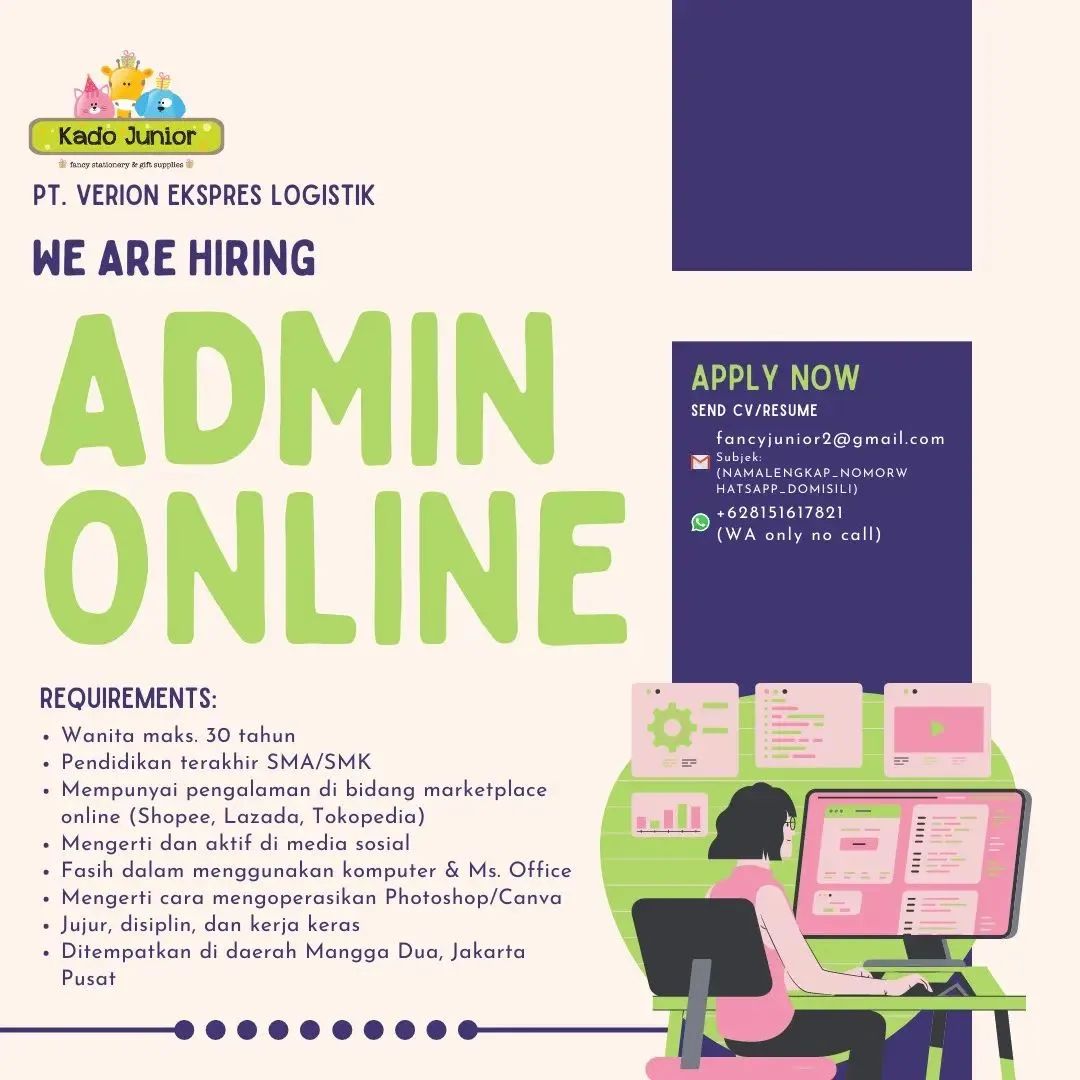 Kado Junior
fancy stationery & gift supplies
PT. VERION EKSPRES LOGISTIK
WE ARE HIRING
ADMIN
ONLINE
APPLY NOW
SEND CV/RESUME
fancyjunior2@gmail.com
Subjek:
(NAMALENGKAP_NOMORW
HATSAPP_DOMISILI)
+628151617821
(WA only no call)
REQUIREMENTS:
• Wanita maks. 30 tahun
• Pendidikan terakhir SMA/SMK
• Mempunyai pengalaman di bidang marketplace
online (Shopee, Lazada, Tokopedia)
• Mengerti dan aktif di media sosial
• Fasih dalam menggunakan komputer & Ms. Office
• Mengerti cara mengoperasikan Photoshop/Canva
• Jujur, disiplin, dan kerja keras
• Ditempatkan di daerah Mangga Dua, Jakarta
Pusat